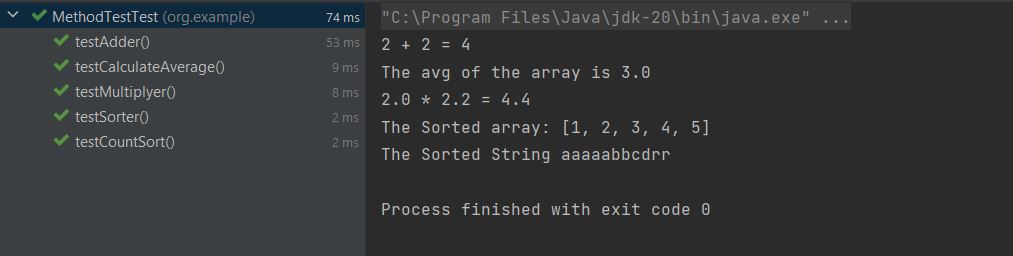 MethodTestTest (org.example) 74 ms
testAdder() 53 ms
testCalculateAverage() 9 ms
testMultiplyer() 8 ms
testSorter() 2 ms
testCountSort() 2 ms
"C:\Program Files\Java\jdk-20\bin\java.exe" ...
2 + 2 = 4
The avg of the array is 3.0
2.0 * 2.2 = 4.4
The Sorted array: [1, 2, 3, 4, 5]
The Sorted String aaaaabbcdrr
Process finished with exit code 0